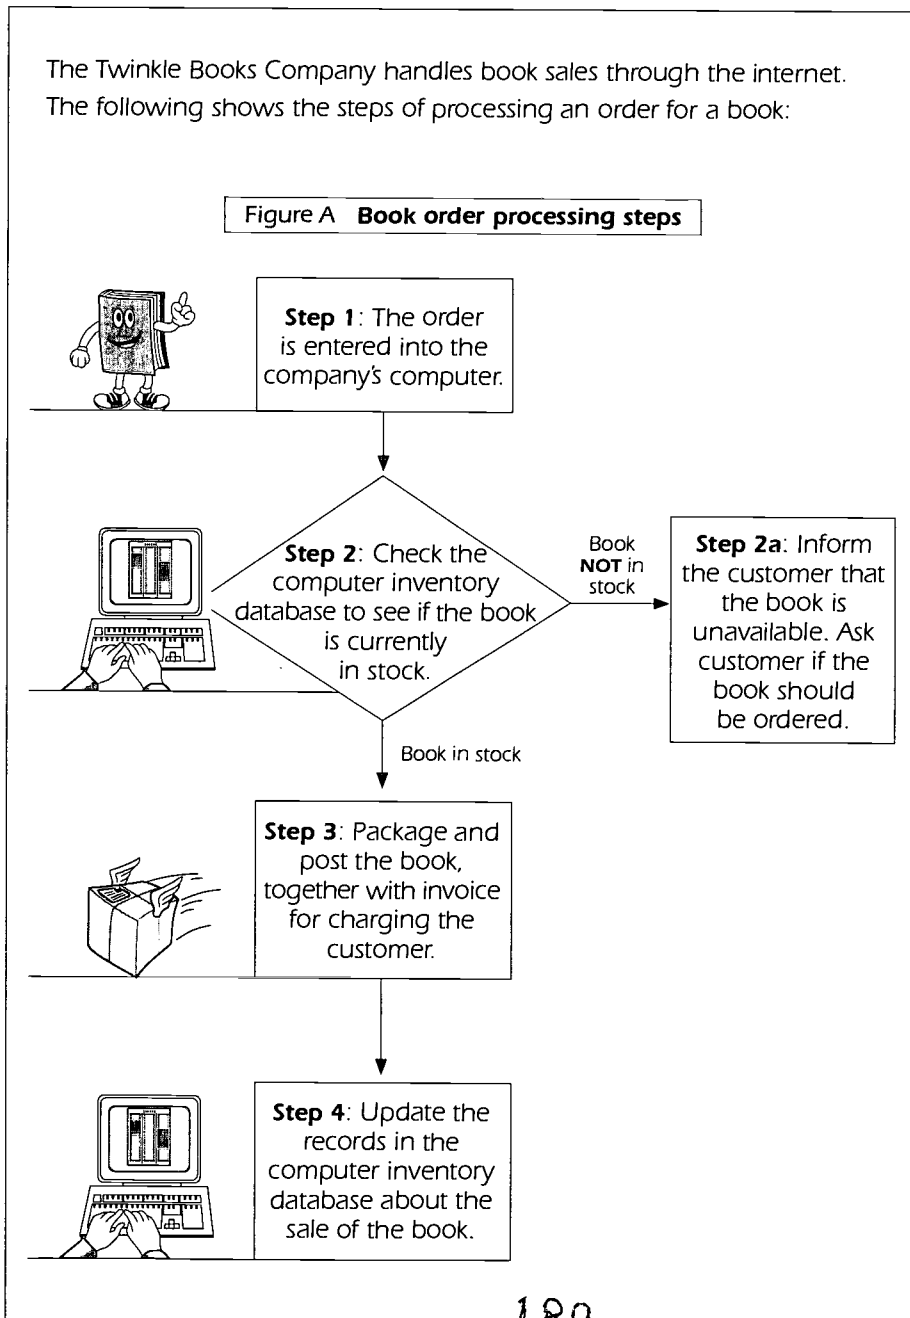 The Twinkle Books Company handles book sales through the internet.
The following shows the steps of processing an order for a book:
Figure A Book order processing steps
Step 1: The order
is entered into the
company's computer.
Step 2: Check the
computer inventory
database to see if the book
is currently
in stock.
Book
NOT in
stock
Step 2a: Inform
the customer that
the book is
unavailable. Ask
customer if the
book should
be ordered.
Book in stock
Step 3: Package and
post the book,
together with invoice
for charging the
customer.
Step 4: Update the
records in the
computer inventory
database about the
sale of the book.